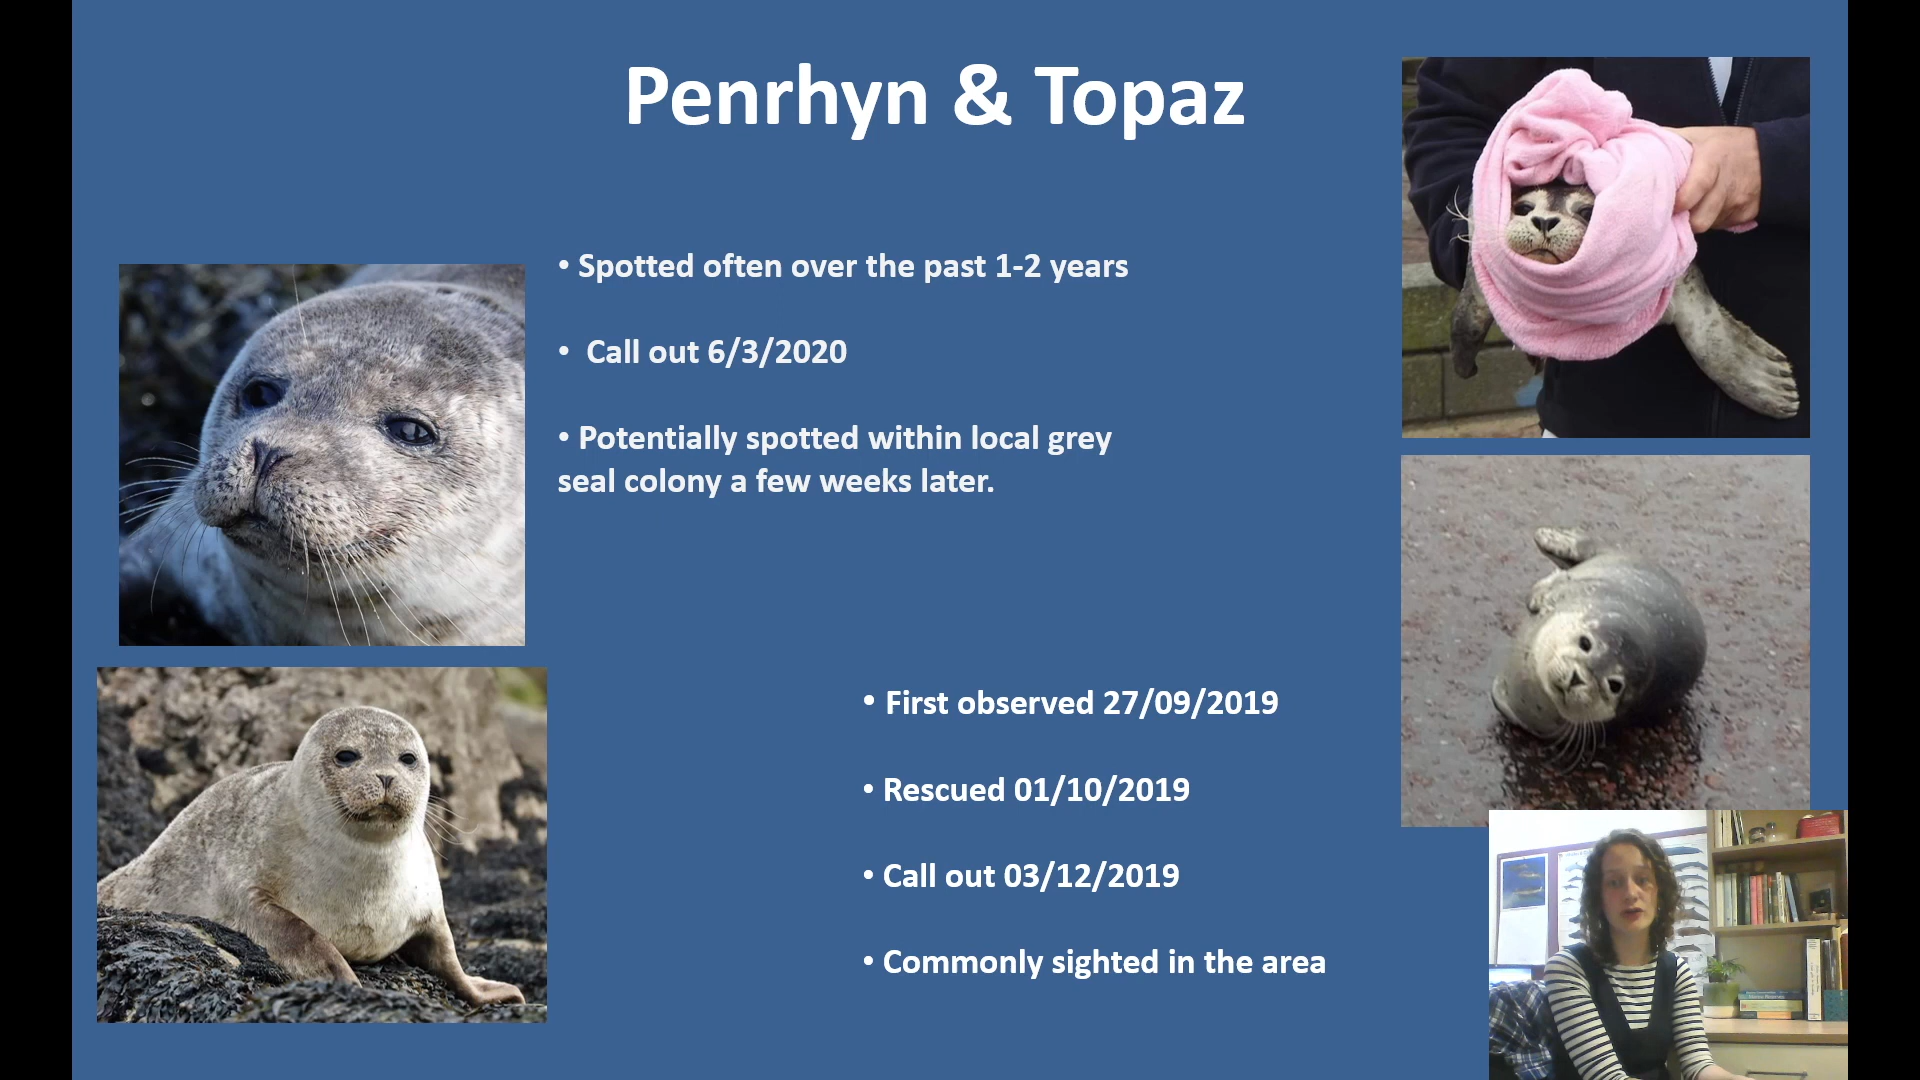 Penrhyn & Topaz
• Spotted often over the past 1-2 years
• Call out 6/3/2020
• Potentially spotted within local grey
seal colony a few weeks later.
• First observed 27/09/2019
• Rescued 01/10/2019
• Call out 03/12/2019
• Commonly sighted in the area